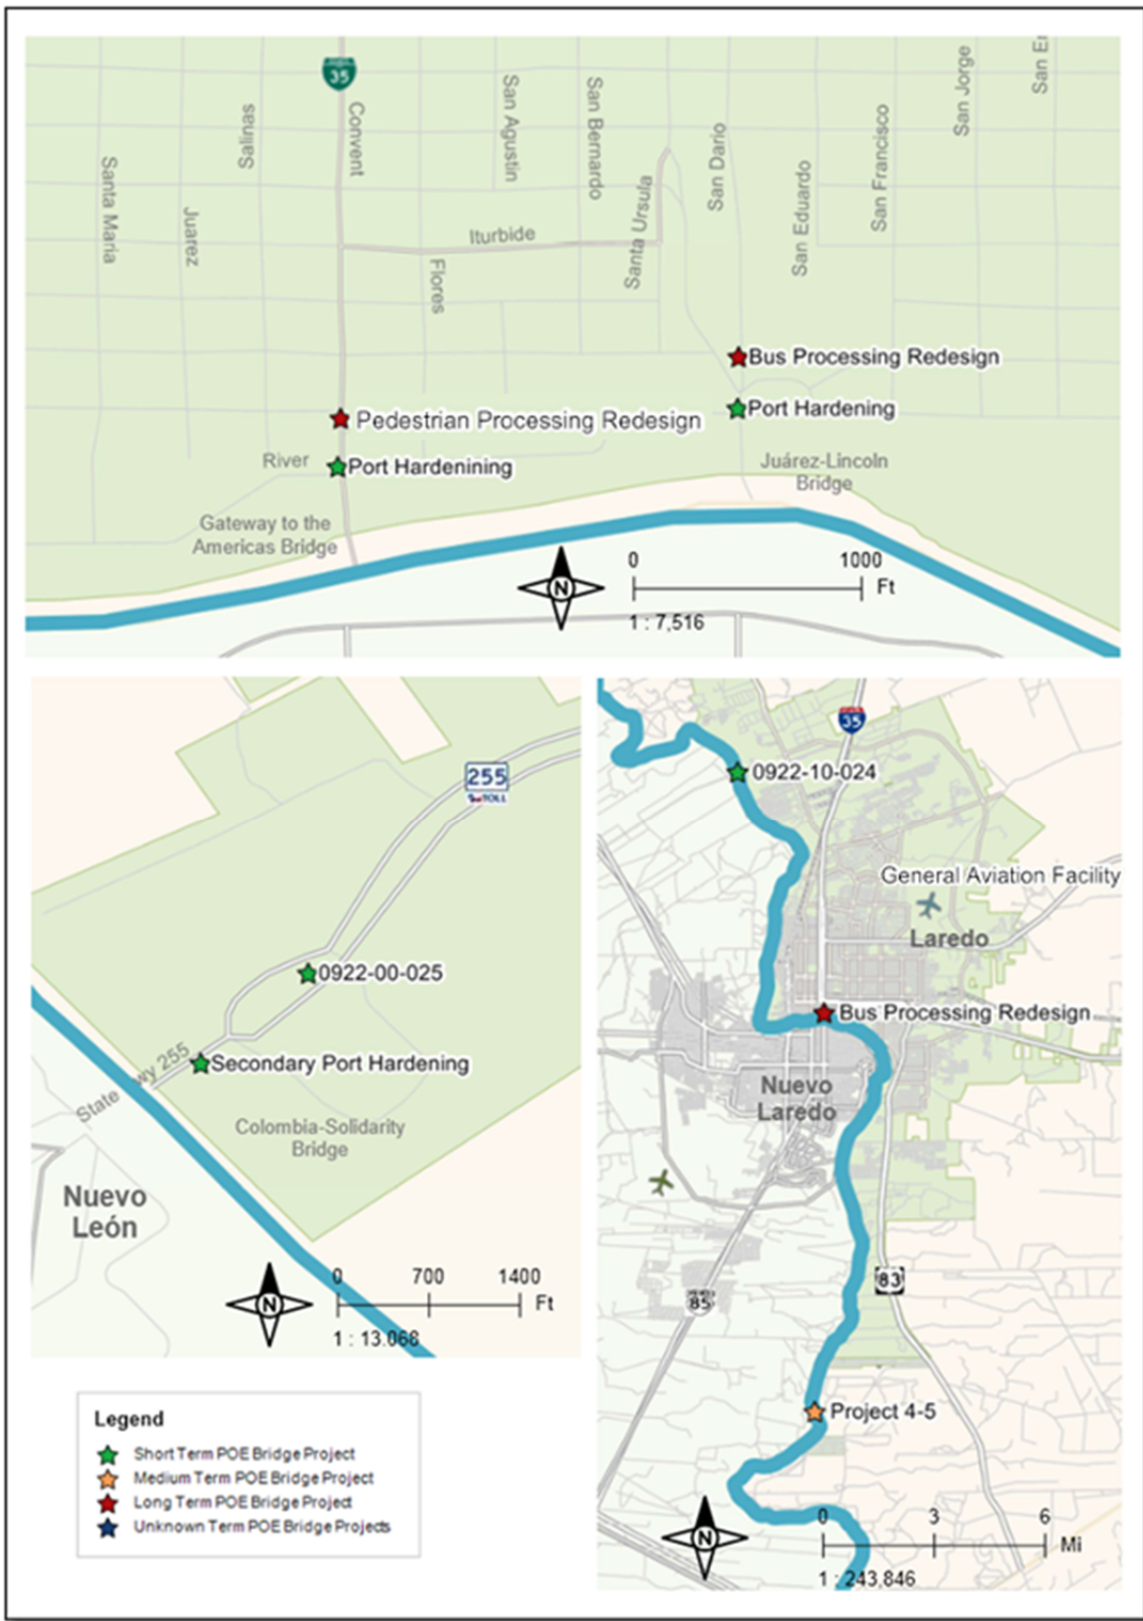 35
Convent
Salinas
Santa Maria
Juarez
San Agustin
San Bernardo
Santa Ursula
San Dario
San Eduardo
San Francisco
San Jorge
Iturbide
Flores
Bus Processing Redesign
Port Hardening
Pedestrian Processing Redesign
River
Port Hardenining
Juárez-Lincoln
Bridge
Gateway to the
Americas Bridge
N
0 1000
Ft
1 : 7,516
255
TOLL
0922-00-025
State
wy 255
Secondary Port Hardening
Colombia-Solidarity
Bridge
Nuevo
León
N
0 700 1400
Ft
1 : 13.068
35
0922-10-024
General Aviation Facility
Laredo
Bus Processing Redesign
Nuevo
Laredo
83
85
Project 4-5
N
0 3 6
Mi
1 : 243,846
Legend
Short Term POE Bridge Project
Medium Term POE Bridge Project
Long Term POE Bridge Project
Unknown Term POE Bridge Projects